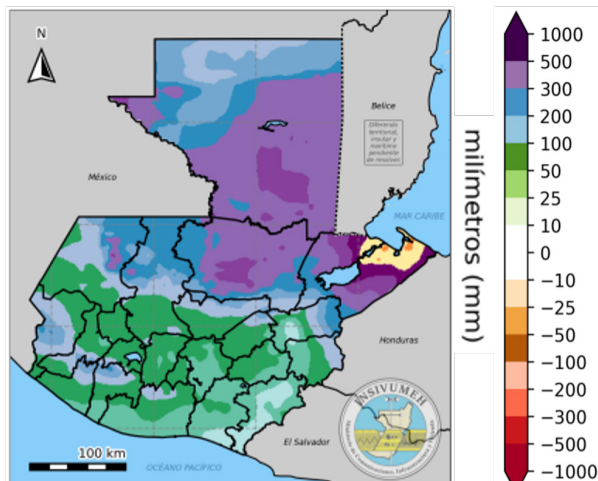 N
Belice
Diferendo
territorial,
insular y
marítimo
pendiente
de resolver
México
MAR CARIBE
Honduras
El Salvador
OCÉANO PACÍFICO
100 km
INSIVUMEH
milímetros (mm)
1000
500
300
200
100
50
25
10
0
−10
−25
−50
−100
−200
−300
−500
−1000